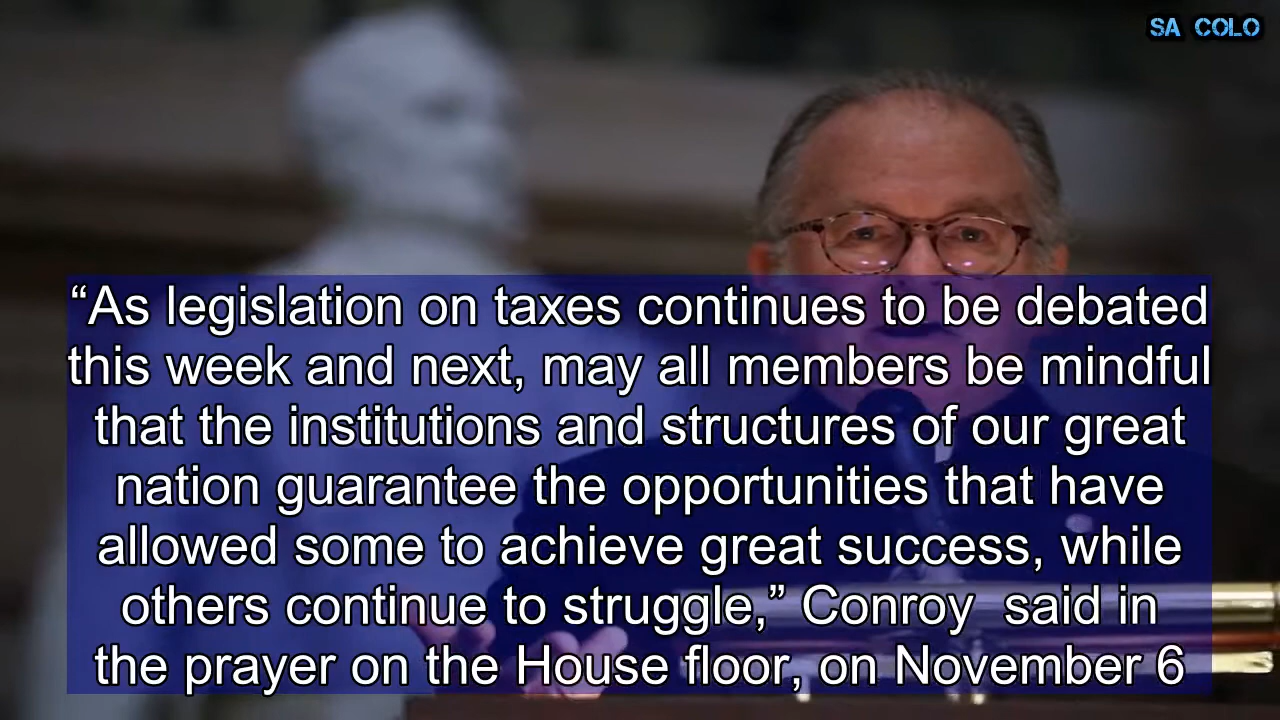 SA COLO
“As legislation on taxes continues to be debated
this week and next, may all members be mindful
that the institutions and structures of our great
nation guarantee the opportunities that have
allowed some to achieve great success, while
others continue to struggle,” Conroy  said in
the prayer on the House floor, on November 6